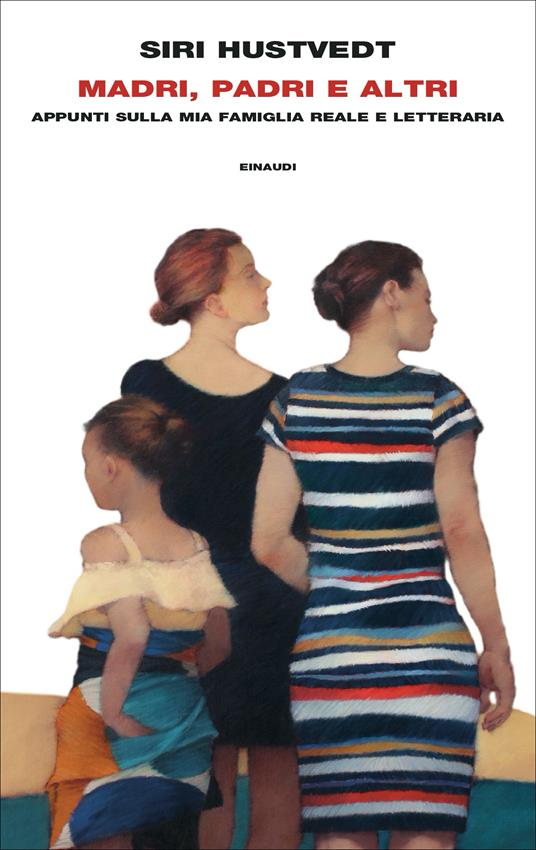 SIRI HUSTVEDT
MADRI, PADRI E ALTRI
APPUNTI SULLA MIA FAMIGLIA REALE E LETTERARIA
EINAUDI